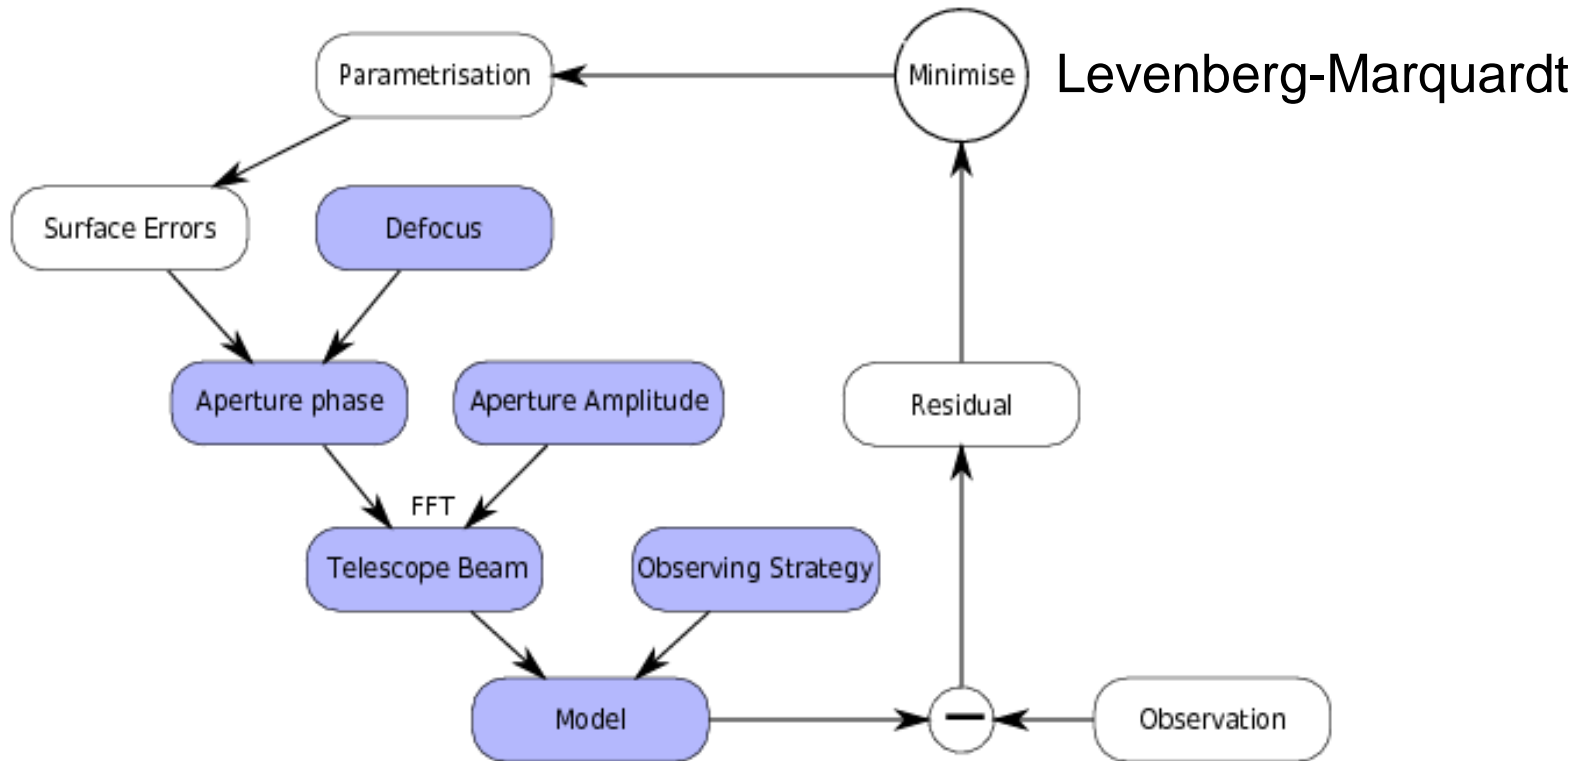 Parametrisation
Minimise
Levenberg-Marquardt
Surface Errors
Defocus
Aperture phase
Aperture Amplitude
Residual
FFT
Telescope Beam
Observing Strategy
Model
−
Observation